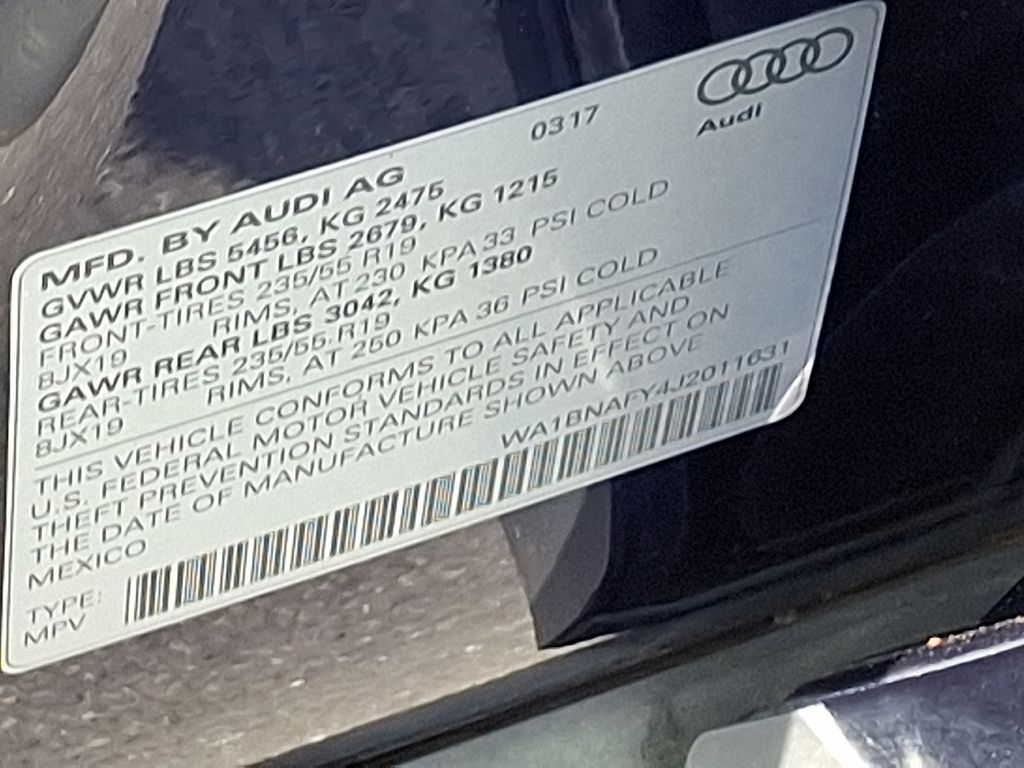 Audi
0317
MFD. BY AUDI AG
GVWR LBS 5456, KG 2475
GAWR FRONT LBS 2679, KG 1215
FRONT-TIRES 235/55 R19
8JX19 RIMS, AT 230 KPA 33 PSI COLD
GAWR REAR LBS 3042, KG 1380
REAR-TIRES 235/55 R19
8JX19 RIMS, AT 250 KPA 36 PSI COLD
THIS VEHICLE CONFORMS TO ALL APPLICABLE
U.S. FEDERAL MOTOR VEHICLE SAFETY AND
THEFT PREVENTION STANDARDS IN EFFECT ON
THE DATE OF MANUFACTURE SHOWN ABOVE
MEXICO WA1BNAFY4J2011631
TYPE:
MPV